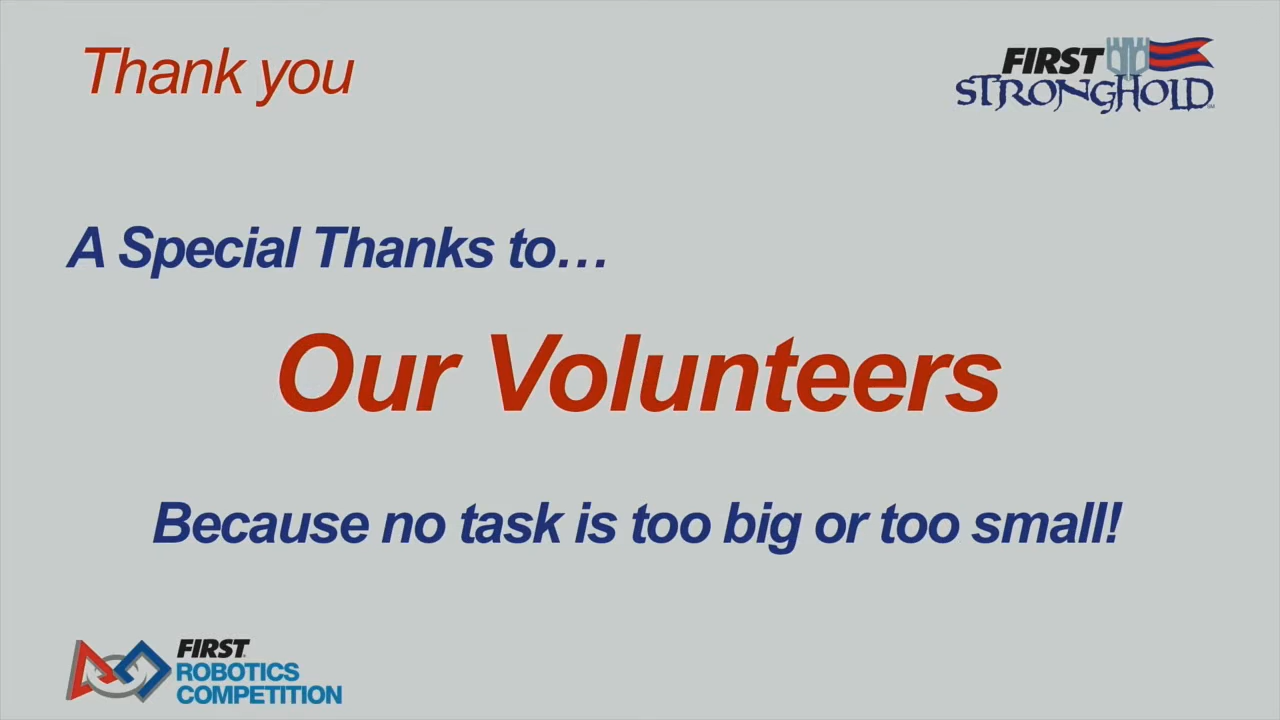 Thank you
FIRST
STRONGHOLD
SM
A Special Thanks to…
Our Volunteers
Because no task is too big or too small!
FIRST®
ROBOTICS
COMPETITION